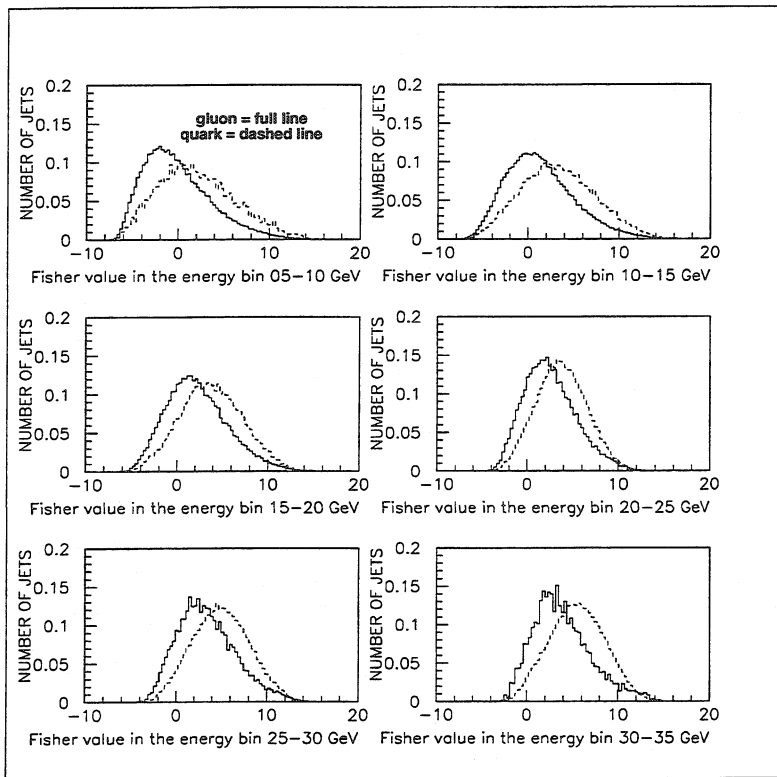 NUMBER OF JETS
0.2
0.15
0.1
0.05
0
gluon = full line
quark = dashed line
-10 0 10 20
Fisher value in the energy bin 05-10 GeV
NUMBER OF JETS
0.2
0.15
0.1
0.05
0
-10 0 10 20
Fisher value in the energy bin 10-15 GeV
NUMBER OF JETS
0.2
0.15
0.1
0.05
0
-10 0 10 20
Fisher value in the energy bin 15-20 GeV
NUMBER OF JETS
0.2
0.15
0.1
0.05
0
-10 0 10 20
Fisher value in the energy bin 20-25 GeV
NUMBER OF JETS
0.2
0.15
0.1
0.05
0
-10 0 10 20
Fisher value in the energy bin 25-30 GeV
NUMBER OF JETS
0.2
0.15
0.1
0.05
0
-10 0 10 20
Fisher value in the energy bin 30-35 GeV